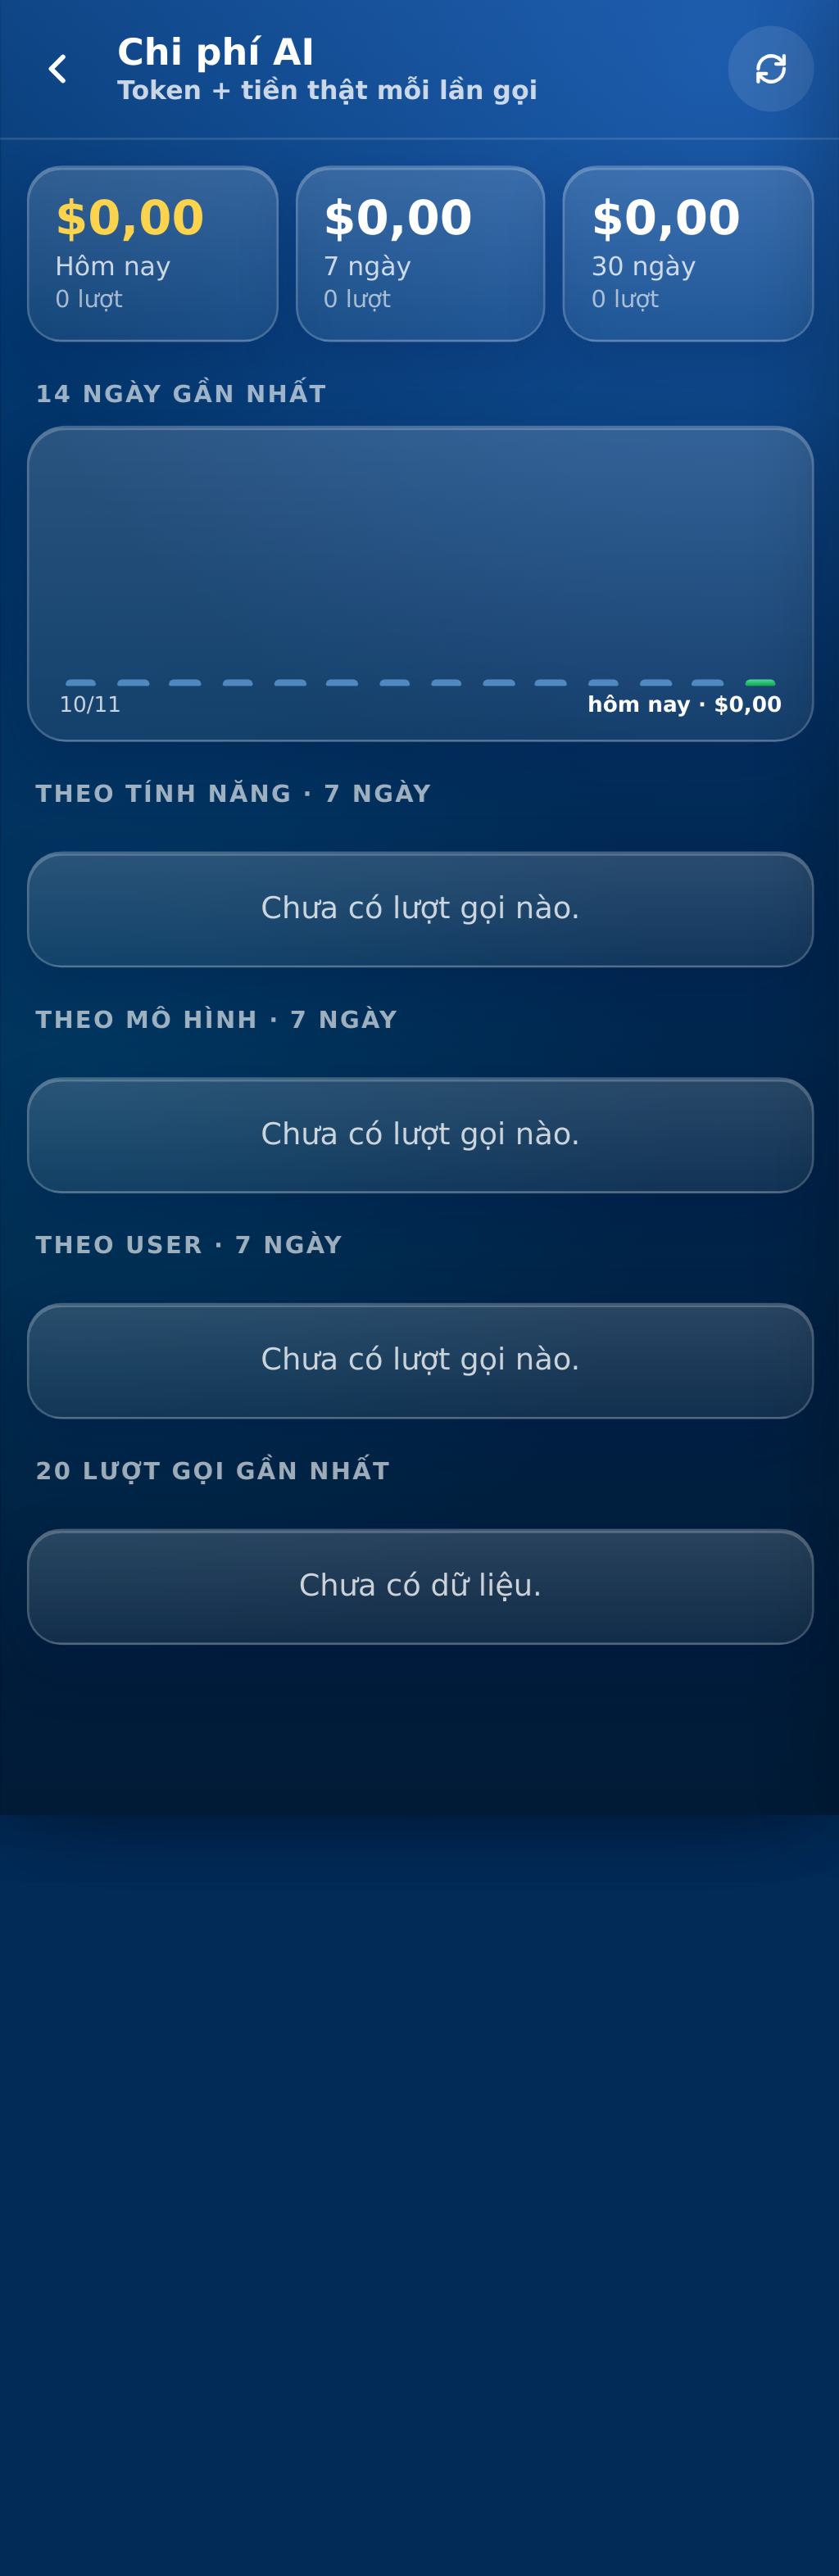 Chi phí AI
Token + tiền thật mỗi lần gọi
$0,00
Hôm nay
0 lượt
$0,00
7 ngày
0 lượt
$0,00
30 ngày
0 lượt
14 NGÀY GẦN NHẤT
10/11
hôm nay · $0,00
THEO TÍNH NĂNG · 7 NGÀY
Chưa có lượt gọi nào.
THEO MÔ HÌNH · 7 NGÀY
Chưa có lượt gọi nào.
THEO USER · 7 NGÀY
Chưa có lượt gọi nào.
20 LƯỢT GỌI GẦN NHẤT
Chưa có dữ liệu.